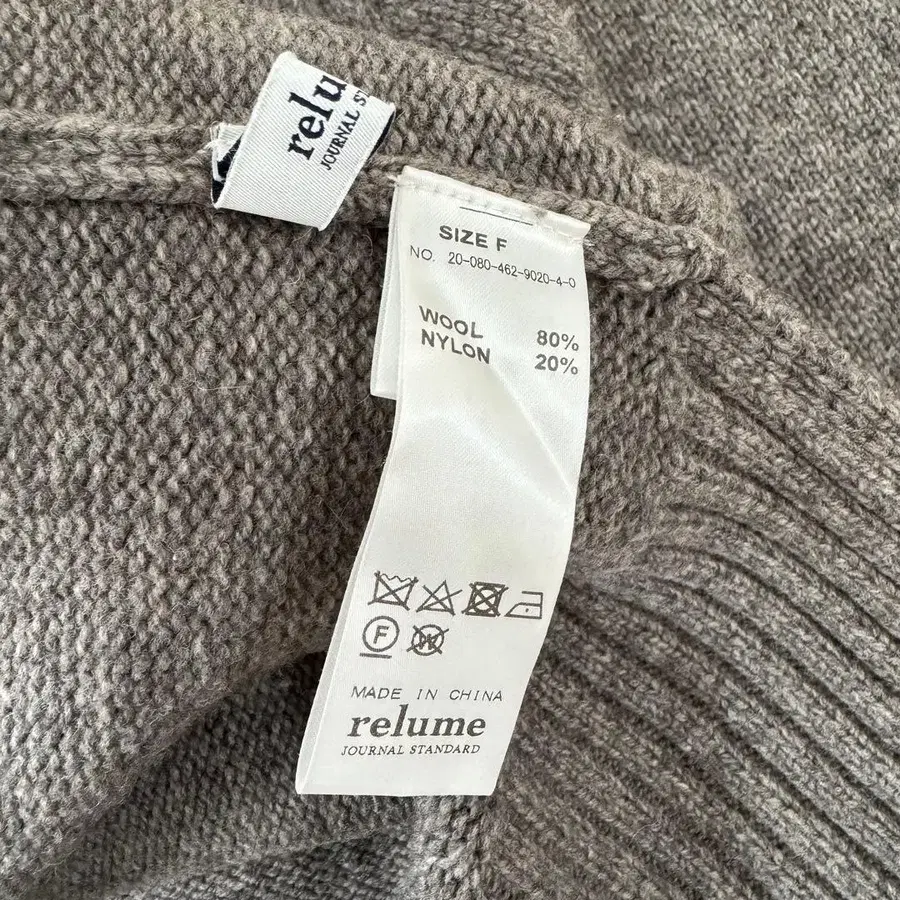 relu
JOURNAL ST
SIZE F
NO. 20-080-462-9020-4-0
WOOL 80%
NYLON 20%
F
W
MADE IN CHINA
relume
JOURNAL STANDARD